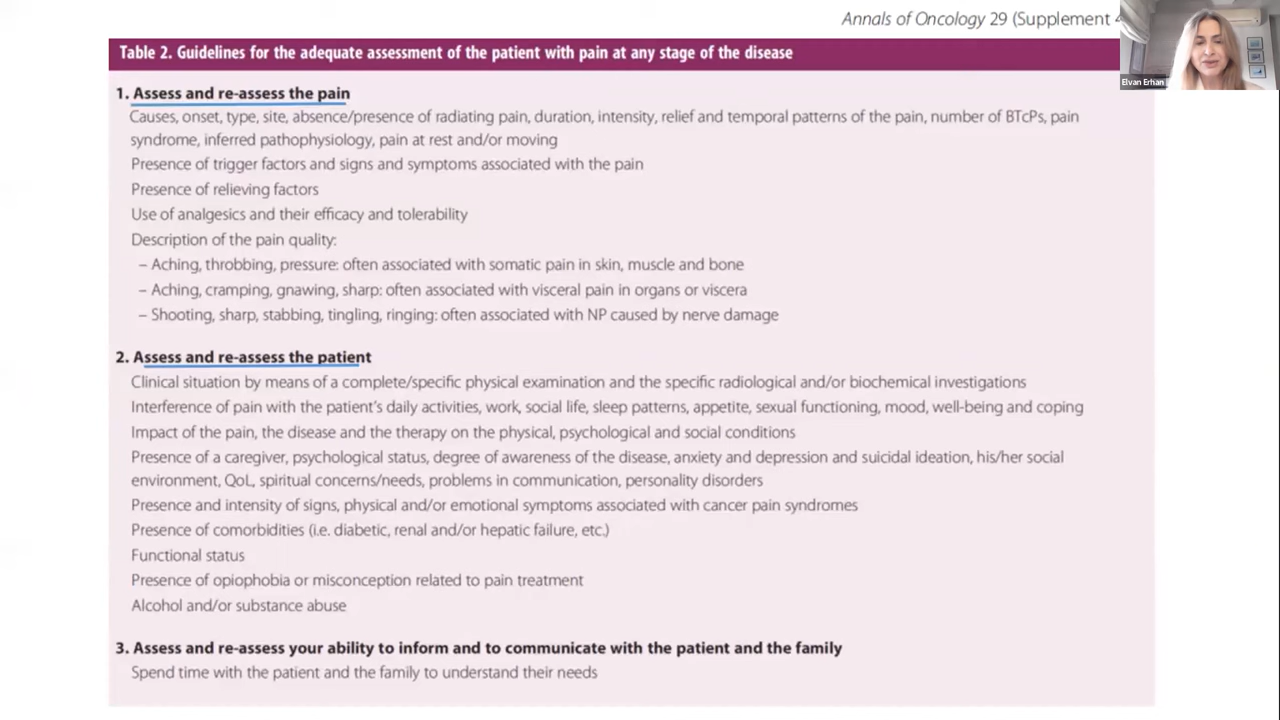 Annals of Oncology 29 (Supplement
Table 2. Guidelines for the adequate assessment of the patient with pain at any stage of the disease
Elvan Erhan
1. Assess and re-assess the pain
Causes, onset, type, site, absence/presence of radiating pain, duration, intensity, relief and temporal patterns of the pain, number of BTcPs, pain
syndrome, inferred pathophysiology, pain at rest and/or moving
Presence of trigger factors and signs and symptoms associated with the pain
Presence of relieving factors
Use of analgesics and their efficacy and tolerability
Description of the pain quality:
– Aching, throbbing, pressure: often associated with somatic pain in skin, muscle and bone
– Aching, cramping, gnawing, sharp: often associated with visceral pain in organs or viscera
– Shooting, sharp, stabbing, tingling, ringing: often associated with NP caused by nerve damage
2. Assess and re-assess the patient
Clinical situation by means of a complete/specific physical examination and the specific radiological and/or biochemical investigations
Interference of pain with the patient's daily activities, work, social life, sleep patterns, appetite, sexual functioning, mood, well-being and coping
Impact of the pain, the disease and the therapy on the physical, psychological and social conditions
Presence of a caregiver, psychological status, degree of awareness of the disease, anxiety and depression and suicidal ideation, his/her social
environment, QoL, spiritual concerns/needs, problems in communication, personality disorders
Presence and intensity of signs, physical and/or emotional symptoms associated with cancer pain syndromes
Presence of comorbidities (i.e. diabetic, renal and/or hepatic failure, etc.)
Functional status
Presence of opiophobia or misconception related to pain treatment
Alcohol and/or substance abuse
3. Assess and re-assess your ability to inform and to communicate with the patient and the family
Spend time with the patient and the family to understand their needs